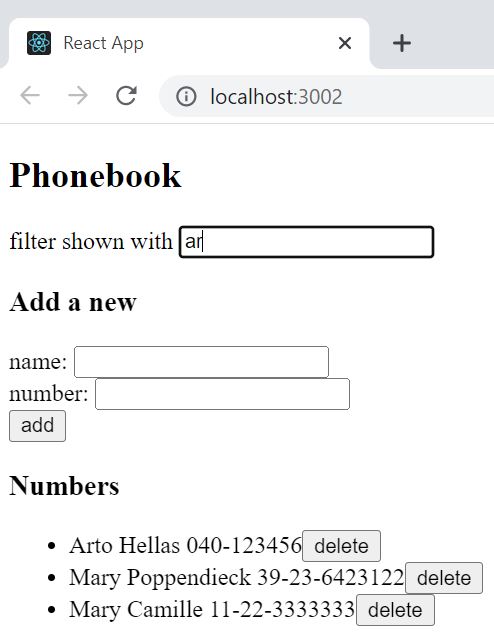 React App
localhost:3002
Phonebook
filter shown with ar
Add a new
name:
number:
add
Numbers
Arto Hellas 040-123456 delete
Mary Poppendieck 39-23-6423122 delete
Mary Camille 11-22-3333333 delete